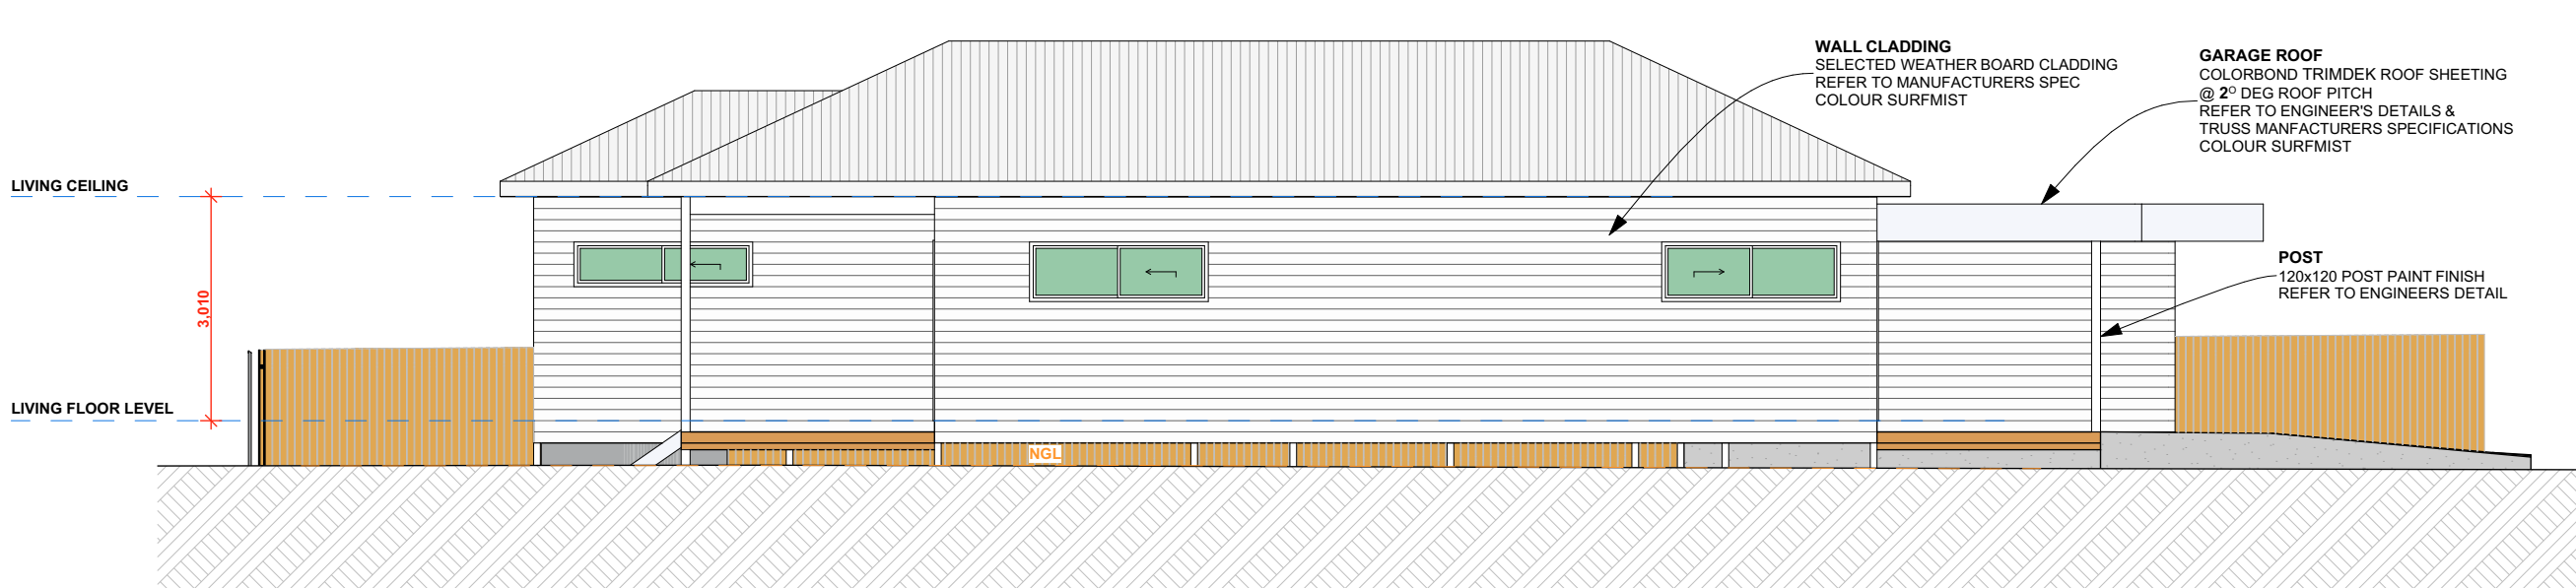 WALL CLADDING
SELECTED WEATHER BOARD CLADDING
REFER TO MANUFACTURERS SPEC
COLOUR SURFMIST
GARAGE ROOF
COLORBOND TRIMDEK ROOF SHEETING
@ 2° DEG ROOF PITCH
REFER TO ENGINEER'S DETAILS &
TRUSS MANFACTURERS SPECIFICATIONS
COLOUR SURFMIST
LIVING CEILING
POST
120x120 POST PAINT FINISH
REFER TO ENGINEERS DETAIL
3,010
LIVING FLOOR LEVEL
NGL